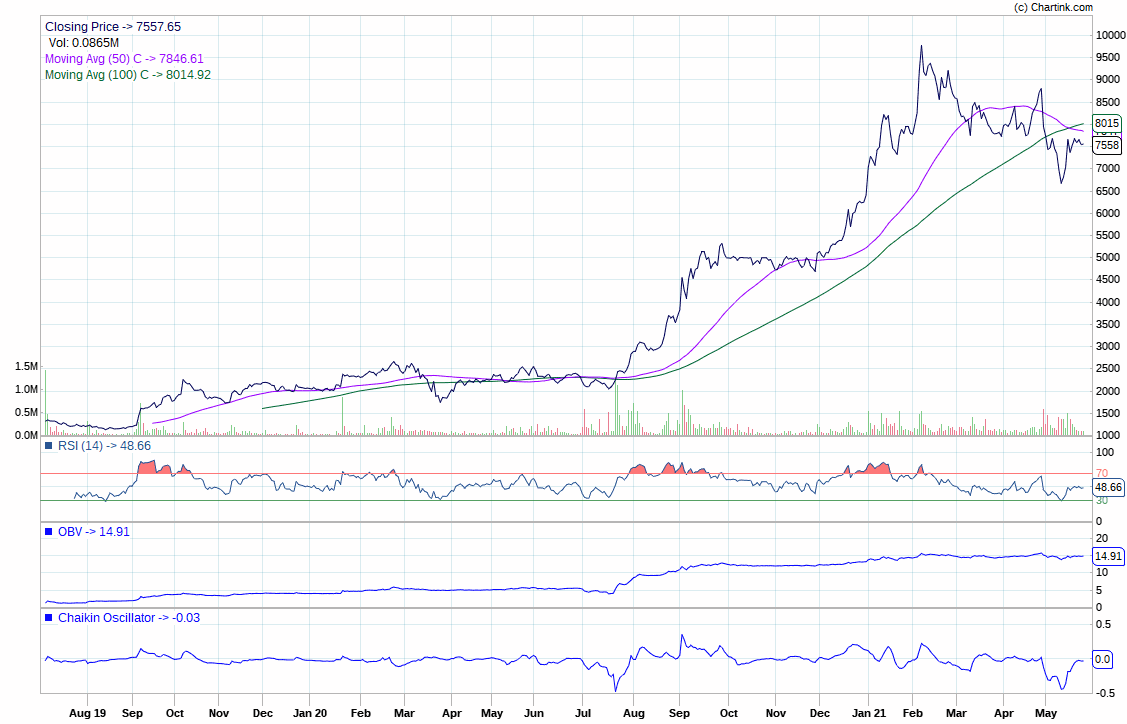 (c) Chartink.com
Closing Price -> 7557.65
Vol: 0.0865M
Moving Avg (50) C -> 7846.61
Moving Avg (100) C -> 8014.92
10000
9500
9000
8500
8015
7558
7000
6500
6000
5500
5000
4500
4000
3500
3000
2500
2000
1500
1000
1.5M
1.0M
0.5M
0.0M
RSI (14) -> 48.66
100
70
48.66
30
0
OBV -> 14.91
20
14.91
10
5
0
Chaikin Oscillator -> -0.03
0.5
0.0
-0.5
Aug 19 Sep Oct Nov Dec Jan 20 Feb Mar Apr May Jun Jul Aug Sep Oct Nov Dec Jan 21 Feb Mar Apr May